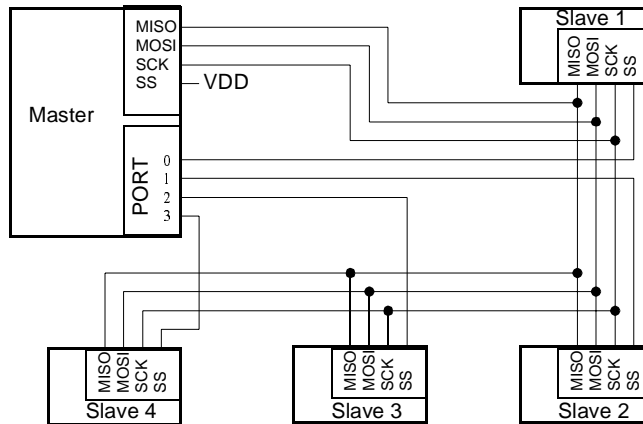 MISO
MOSI
SCK
SS
VDD
Master
PORT
0
1
2
3
Slave 1
MISO
MOSI
SCK
SS
MISO
MOSI
SCK
SS
Slave 4
MISO
MOSI
SCK
SS
Slave 3
MISO
MOSI
SCK
SS
Slave 2